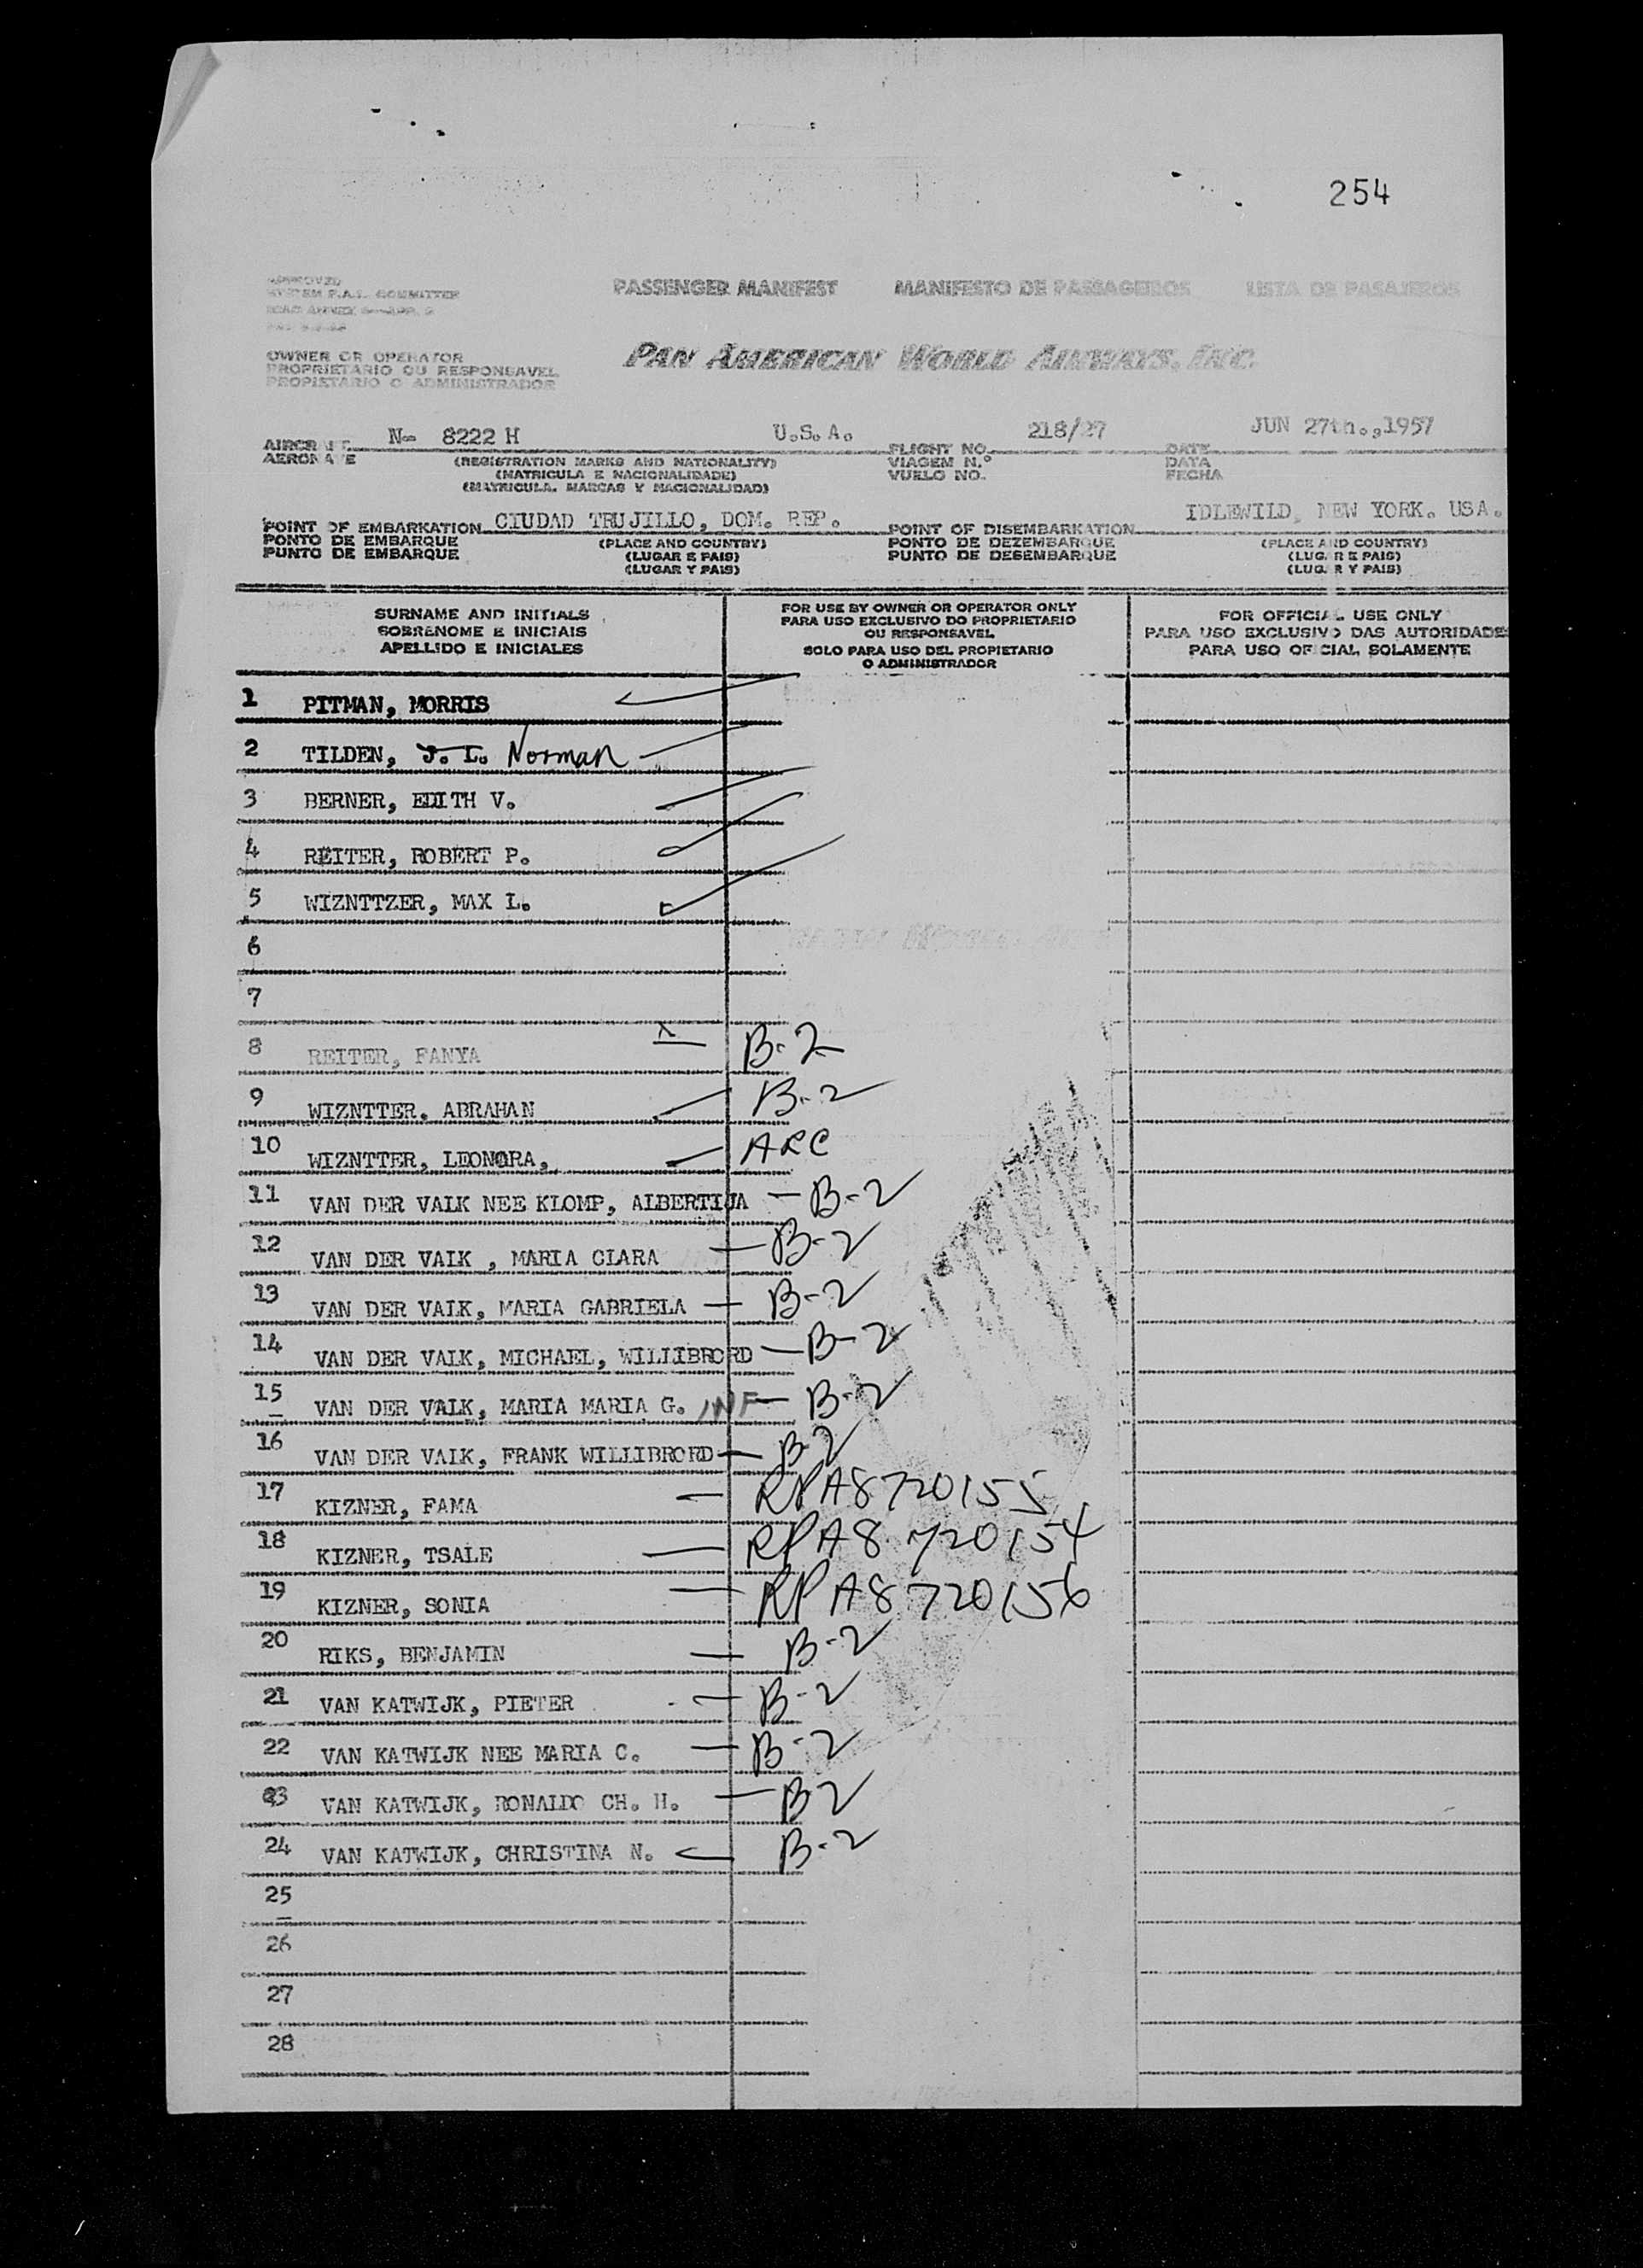 254
APPROVED
SYSTEM F.A.L. COMMITTEE
PASSENGER MANIFEST MANIFESTO DE PASSAGEIROS LISTA DE PASAJEROS
OWNER OR OPERATOR
PROPRIETARIO OU RESPONSAVEL
PROPIETARIO O ADMINISTRADOR
PAN AMERICAN WORLD AIRWAYS, INC.
AIRCRAFT N- 8222 H U.S.A. FLIGHT NO. 218/27 DATE JUN 27th.,1957
AERONAVE (REGISTRATION MARKS AND NATIONALITY) VIAGEM N.° DATA
(MATRICULA E NACIONALIDADE) VUELO NO. FECHA
(MATRICULA, MARCAS Y NACIONALIDAD)
POINT OF EMBARKATION CIUDAD TRUJILLO, DOM. REP. POINT OF DISEMBARKATION IDLEWILD, NEW YORK. USA.
PONTO DE EMBARQUE (PLACE AND COUNTRY) PONTO DE DEZEMBARQUE (PLACE AND COUNTRY)
PUNTO DE EMBARQUE (LUGAR E PAIS) PUNTO DE DESEMBARQUE (LUGAR E PAIS)
(LUGAR Y PAIS) (LUGAR Y PAIS)
SURNAME AND INITIALS
SOBRENOME E INICIAIS
APELLIDO E INICIALES
FOR USE BY OWNER OR OPERATOR ONLY
PARA USO EXCLUSIVO DO PROPRIETARIO
OU RESPONSAVEL
SOLO PARA USO DEL PROPIETARIO
O ADMINISTRADOR
FOR OFFICIAL USE ONLY
PARA USO EXCLUSIVO DAS AUTORIDADE
PARA USO OFICIAL SOLAMENTE
1 PITMAN, MORRIS
2 TILDEN, J. L. Norman
3 BERNER, EDITH V.
4 REITER, ROBERT P.
5 WIZNTTZER, MAX L.
6
7
8 REITER, FANYA X B-2
9 WIZNTTER, ABRAHAN B-2
10 WIZNTTER, LEONORA, ARC
11 VAN DER VALK NEE KLOMP, ALBERTIJA B-2
12 VAN DER VALK , MARIA CLARA B-2
13 VAN DER VALK, MARIA GABRIELA B-2
14 VAN DER VALK, MICHAEL, WILLIBRORD B-2
15 VAN DER VALK, MARIA MARIA G. INF B-2
16 VAN DER VALK, FRANK WILLIBRORD B-2
17 KIZNER, FAMA RPA8720155
18 KIZNER, TSALE RPA8720154
19 KIZNER, SONIA RPA8720156
20 RIKS, BENJAMIN B-2
21 VAN KATWIJK, PIETER B-2
22 VAN KATWIJK NEE MARIA C. B-2
23 VAN KATWIJK, RONALDO CH. H. B2
24 VAN KATWIJK, CHRISTINA N. B-2
25
26
27
28